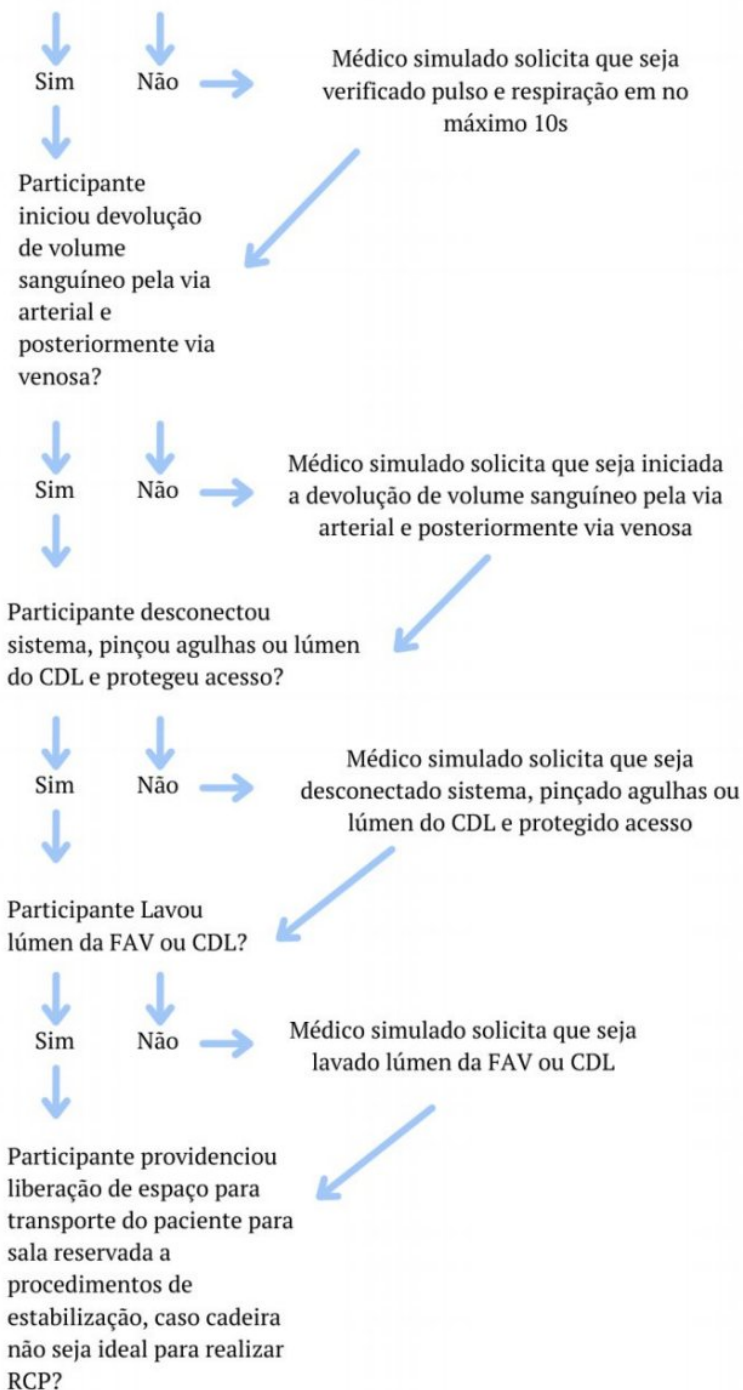 Sim
Não
Médico simulado solicita que seja
verificado pulso e respiração em no
máximo 10s
Participante
iniciou devolução
de volume
sanguíneo pela via
arterial e
posteriormente via
venosa?
Sim
Não
Médico simulado solicita que seja iniciada
a devolução de volume sanguíneo pela via
arterial e posteriormente via venosa
Participante desconectou
sistema, pinçou agulhas ou lúmen
do CDL e protegeu acesso?
Sim
Não
Médico simulado solicita que seja
desconectado sistema, pinçado agulhas ou
lúmen do CDL e protegido acesso
Participante Lavou
lúmen da FAV ou CDL?
Sim
Não
Médico simulado solicita que seja
lavado lúmen da FAV ou CDL
Participante providenciou
liberação de espaço para
transporte do paciente para
sala reservada a
procedimentos de
estabilização, caso cadeira
não seja ideal para realizar
RCP?